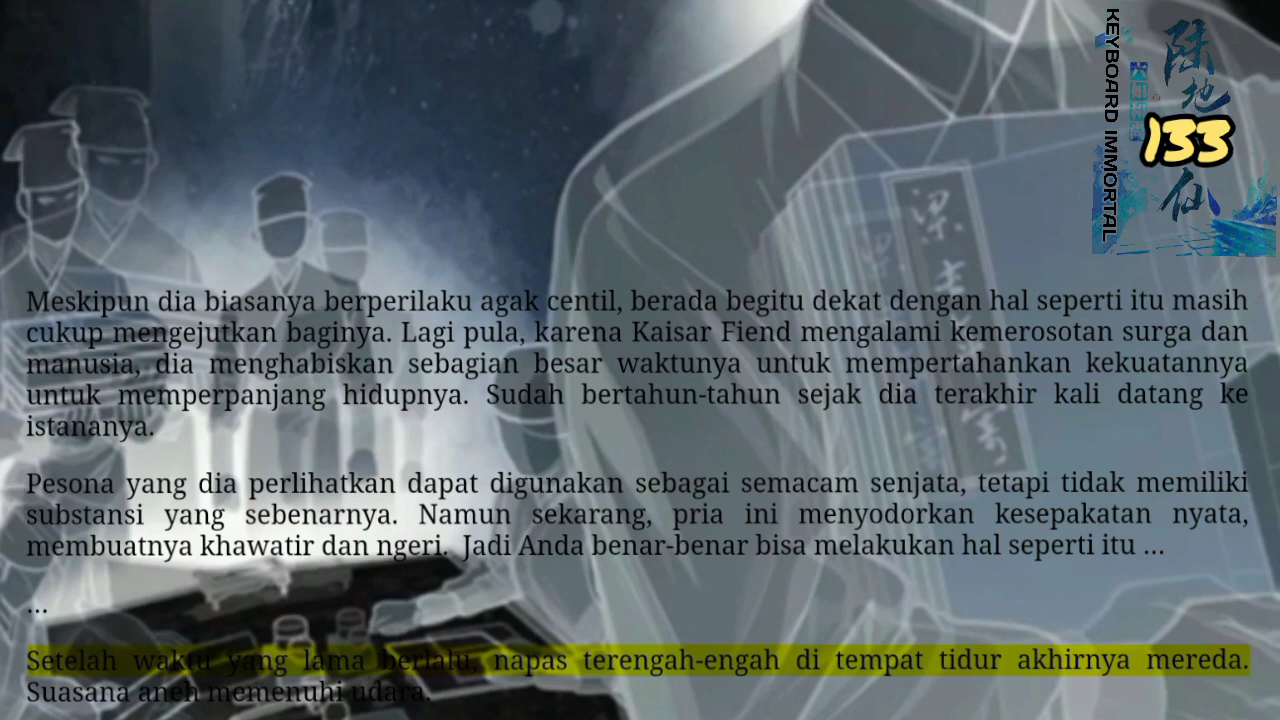 KEYBOARD IMMORTAL
陆地
133
仙
Meskipun dia biasanya berperilaku agak centil, berada begitu dekat dengan hal seperti itu masih
cukup mengejutkan baginya. Lagi pula, karena Kaisar Fiend mengalami kemerosotan surga dan
manusia, dia menghabiskan sebagian besar waktunya untuk mempertahankan kekuatannya
untuk memperpanjang hidupnya. Sudah bertahun-tahun sejak dia terakhir kali datang ke
istananya.
Pesona yang dia perlihatkan dapat digunakan sebagai semacam senjata, tetapi tidak memiliki
substansi yang sebenarnya. Namun sekarang, pria ini menyodorkan kesepakatan nyata,
membuatnya khawatir dan ngeri. Jadi Anda benar-benar bisa melakukan hal seperti itu ...
...
Setelah waktu yang lama berlalu, napas terengah-engah di tempat tidur akhirnya mereda.
Suasana aneh memenuhi udara.